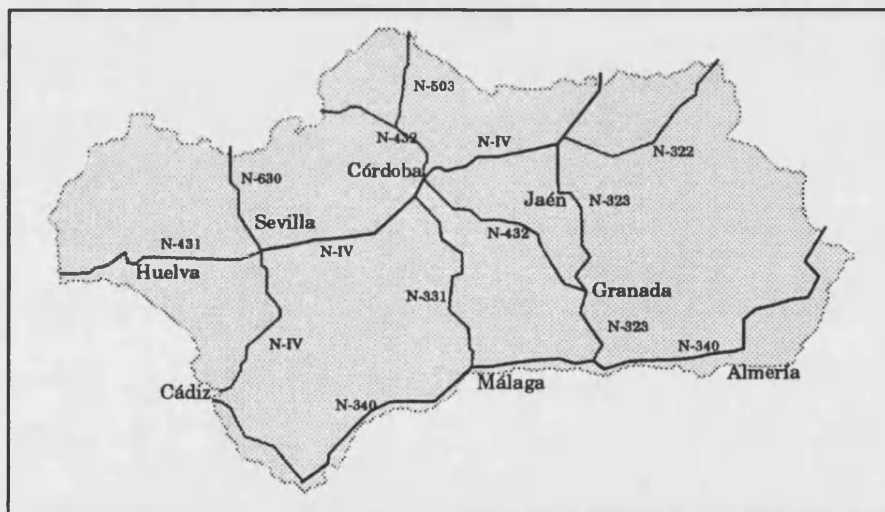 N-503
N-432
N-IV
N-322
Córdoba
N-630
Jaén
N-323
Sevilla
N-432
N-431
N-IV
Huelva
N-331
Granada
N-323
N-IV
N-340
Málaga
Almería
Cádiz
N-340